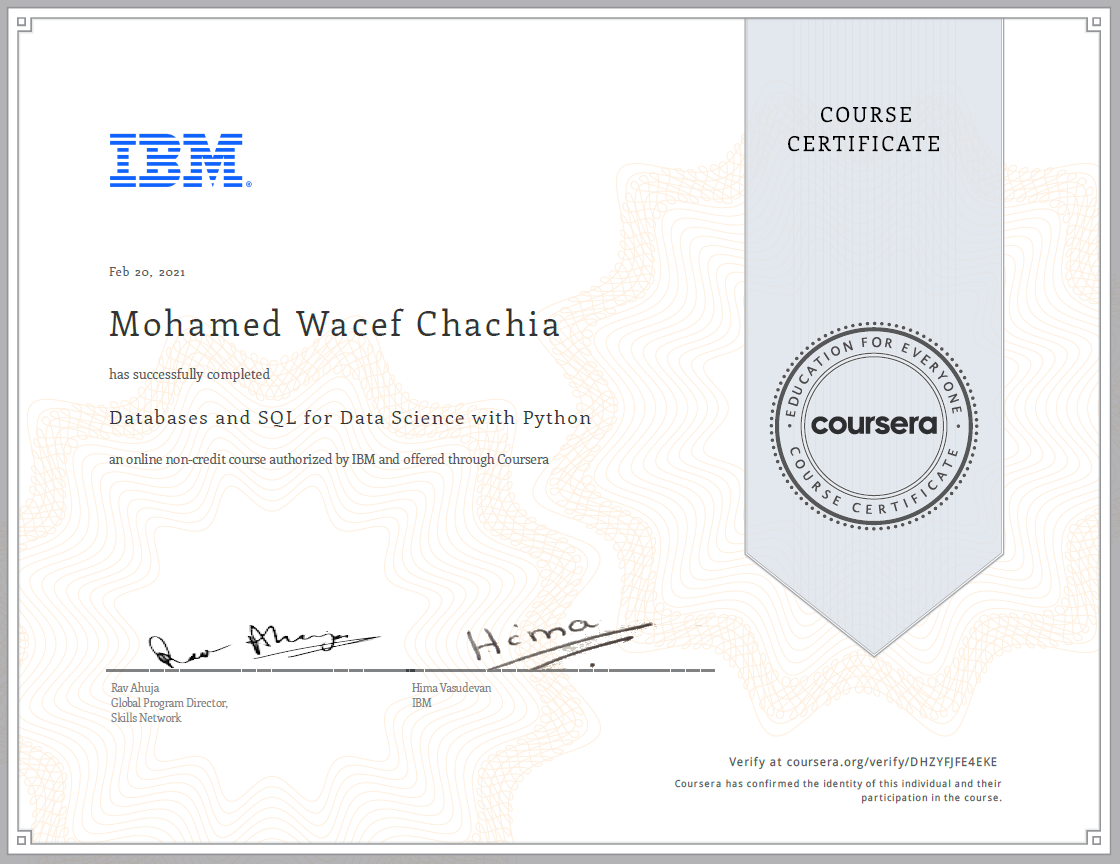 COURSE
CERTIFICATE
IBM®
Feb 20, 2021
Mohamed Wacef Chachia
has successfully completed
Databases and SQL for Data Science with Python
an online non-credit course authorized by IBM and offered through Coursera
EDUCATION FOR EVERYONE
coursera
COURSE CERTIFICATE
Rav Ahuja
Hima
Rav Ahuja
Global Program Director,
Skills Network
Hima Vasudevan
IBM
Verify at coursera.org/verify/DHZYFJFE4EKE
Coursera has confirmed the identity of this individual and their
participation in the course.